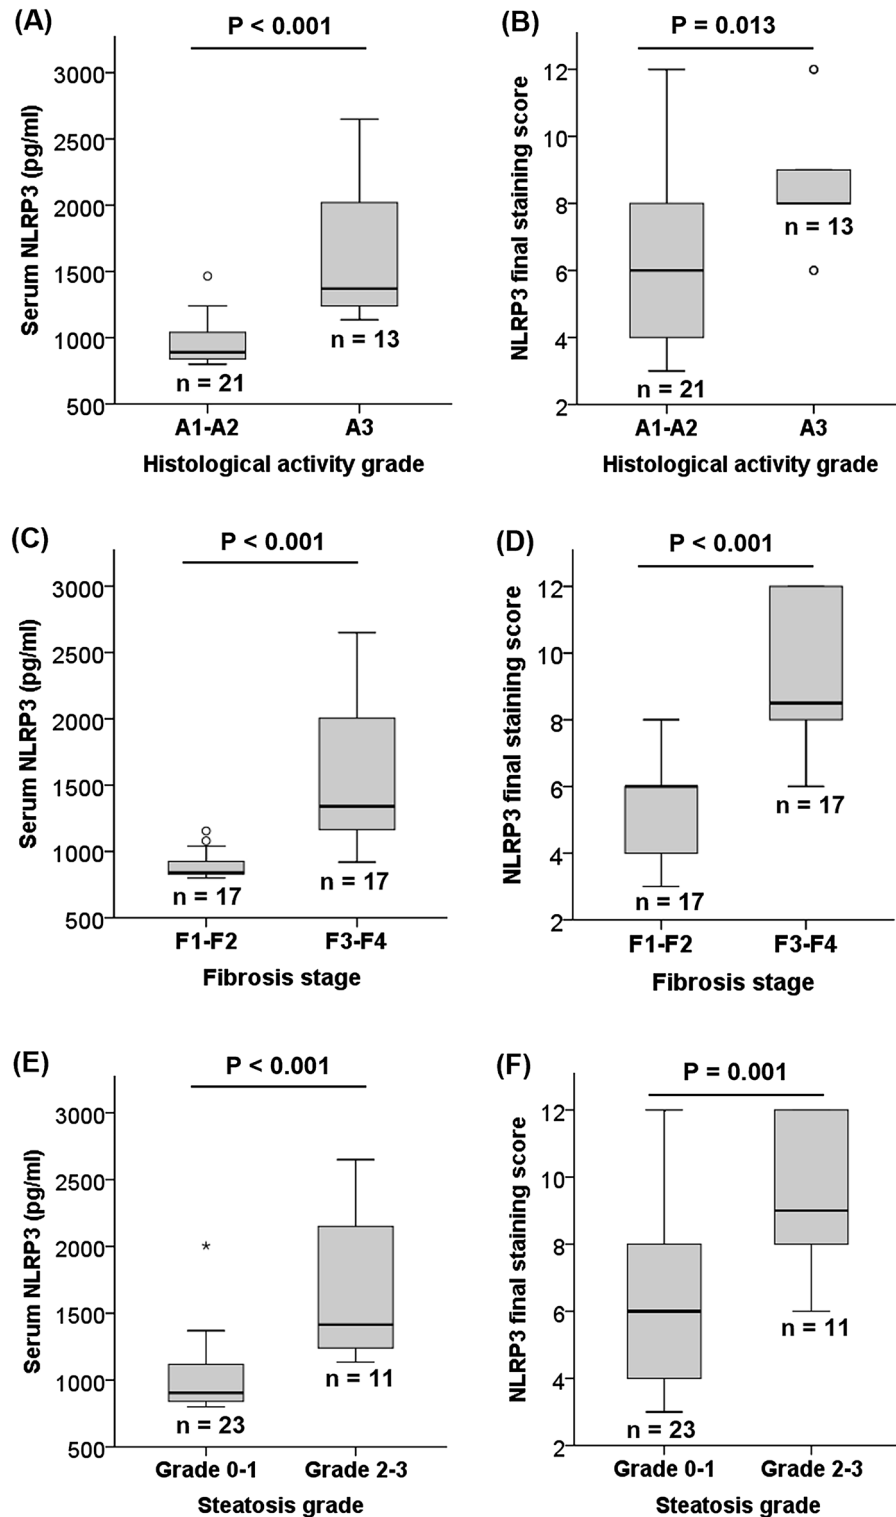 (A)
P < 0.001
Serum NLRP3 (pg/ml)
3000
2500
2000
1500
1000
500
n = 21
n = 13
A1-A2
A3
Histological activity grade
(B)
P = 0.013
NLRP3 final staining score
12
10
8
6
4
2
n = 21
n = 13
A1-A2
A3
Histological activity grade
(C)
P < 0.001
Serum NLRP3 (pg/ml)
3000
2500
2000
1500
1000
500
n = 17
n = 17
F1-F2
F3-F4
Fibrosis stage
(D)
P < 0.001
NLRP3 final staining score
12
10
8
6
4
2
n = 17
n = 17
F1-F2
F3-F4
Fibrosis stage
(E)
P < 0.001
Serum NLRP3 (pg/ml)
3000
2500
2000
1500
1000
500
*
n = 23
n = 11
Grade 0-1
Grade 2-3
Steatosis grade
(F)
P = 0.001
NLRP3 final staining score
12
10
8
6
4
2
n = 23
n = 11
Grade 0-1
Grade 2-3
Steatosis grade